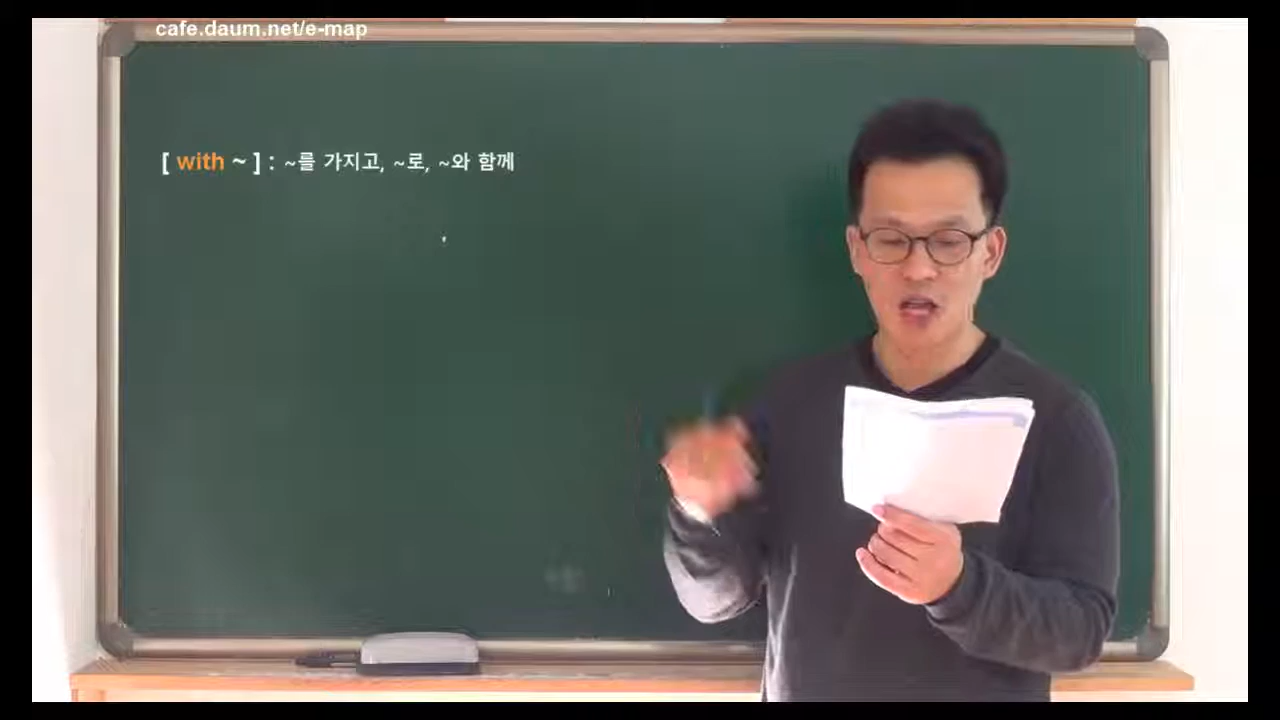 cafe.daum.net/e-map
[ with ~ ] : ~를 가지고, ~로, ~와 함께